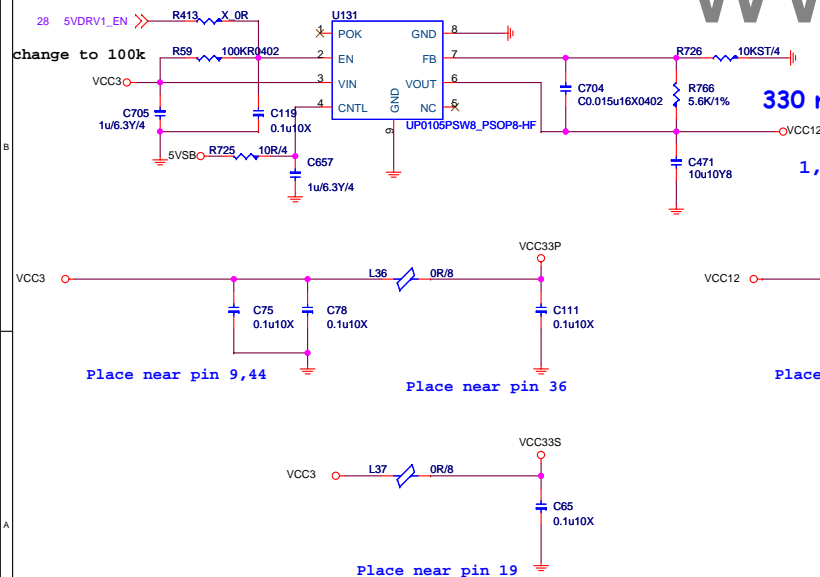 28 5VDRV1_EN
R413 X_0R
U131
change to 100k
R59 100KR0402
VCC3
1 POK
2 EN
3 VIN
4 CNTL
GND 8
FB 7
VOUT 6
NC 5
GND
9
UP0105PSW8_PSOP8-HF
C705
1u/6.3Y/4
C119
0.1u10X
5VSB
R725 10R/4
C657
1u/6.3Y/4
C704
C0.015u16X0402
R726 10KST/4
R766
5.6K/1%
330
VCC12
C471
10u10Y8
1,
B
VCC3
L36 0R/8
VCC33P
VCC12
C75
0.1u10X
C78
0.1u10X
C111
0.1u10X
Place near pin 9,44
Place near pin 36
Place
VCC3
L37 0R/8
VCC33S
C65
0.1u10X
A
Place near pin 19